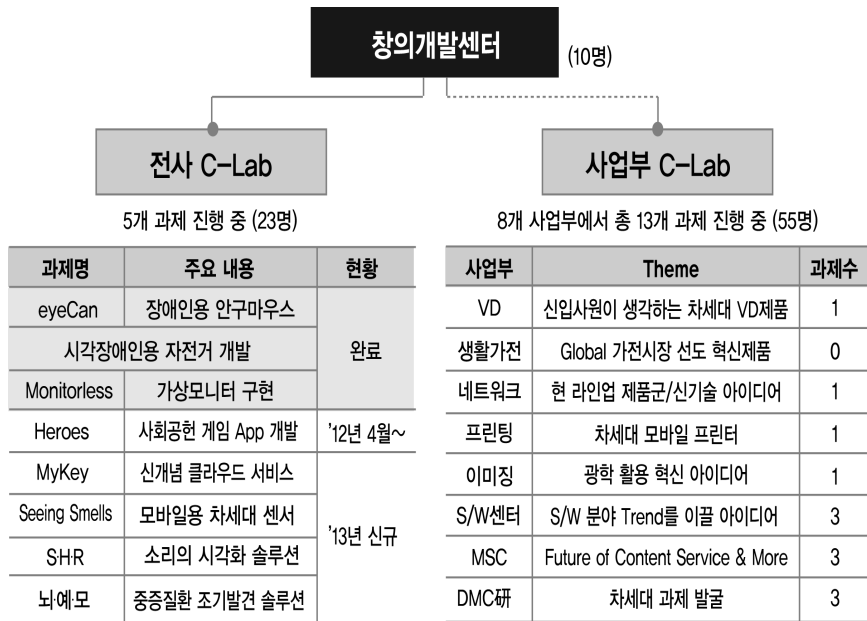 창의개발센터
(10명)
전사 C-Lab
사업부 C-Lab
5개 과제 진행 중 (23명)
8개 사업부에서 총 13개 과제 진행 중 (55명)
과제명 주요 내용 현황
eyeCan 장애인용 안구마우스
시각장애인용 자전거 개발 완료
Monitorless 가상모니터 구현
Heroes 사회공헌 게임 App 개발 '12년 4월~
MyKey 신개념 클라우드 서비스
Seeing Smells 모바일용 차세대 센서
'13년 신규
S·H·R 소리의 시각화 솔루션
뇌·예·모 중증질환 조기발견 솔루션
사업부 Theme 과제수
VD 신입사원이 생각하는 차세대 VD제품 1
생활가전 Global 가전시장 선도 혁신제품 0
네트워크 현 라인업 제품군/신기술 아이디어 1
프린팅 차세대 모바일 프린터 1
이미징 광학 활용 혁신 아이디어 1
S/W센터 S/W 분야 Trend를 이끌 아이디어 3
MSC Future of Content Service & More 3
DMC研 차세대 과제 발굴 3